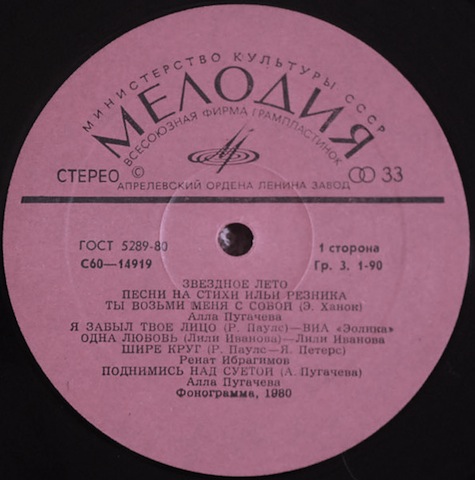 МИНИСТЕРСТВО КУЛЬТУРЫ СССР
МЕЛОДИЯ
ВСЕСОЮЗНАЯ ФИРМА ГРАМПЛАСТИНОК
СТЕРЕО ©
33
АПРЕЛЕВСКИЙ ОРДЕНА ЛЕНИНА ЗАВОД
ГОСТ 5289-80
1 сторона
С60—14919
Гр. 3. 1-90
ЗВЕЗДНОЕ ЛЕТО
ПЕСНИ НА СТИХИ ИЛЬИ РЕЗНИКА
ТЫ ВОЗЬМИ МЕНЯ С СОБОЙ (Э. Ханок)
Алла Пугачева
Я ЗАБЫЛ ТВОЕ ЛИЦО (Р. Паулс)—ВИА «Эолика»
ОДНА ЛЮБОВЬ (Лили Иванова)—Лили Иванова
ШИРЕ КРУГ (Р. Паулс—Я. Петерс)
Ренат Ибрагимов
ПОДНИМИСЬ НАД СУЕТОЙ (А. Пугачева)
Алла Пугачева
Фонограмма, 1980